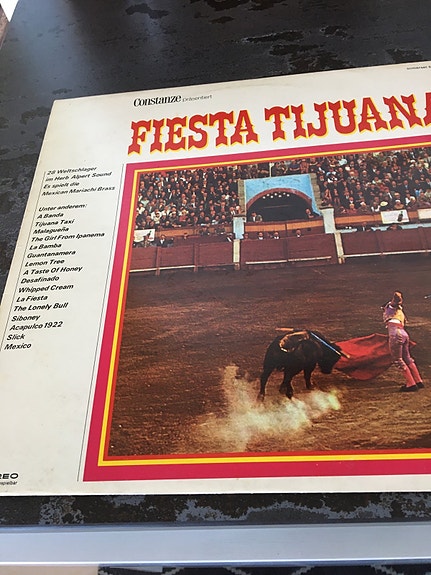 Constanze präsentiert
FIESTA TIJUANA
28 Weltschlager
im Herb Alpert Sound
Es spielt die
Mexican Mariachi Brass
Unter anderem:
A Banda
Tijuana Taxi
Malagueña
The Girl From Ipanema
La Bamba
Guantanamera
Lemon Tree
A Taste Of Honey
Desafinado
Whipped Cream
La Fiesta
The Lonely Bull
Siboney
Acapulco 1922
Slick
Mexico